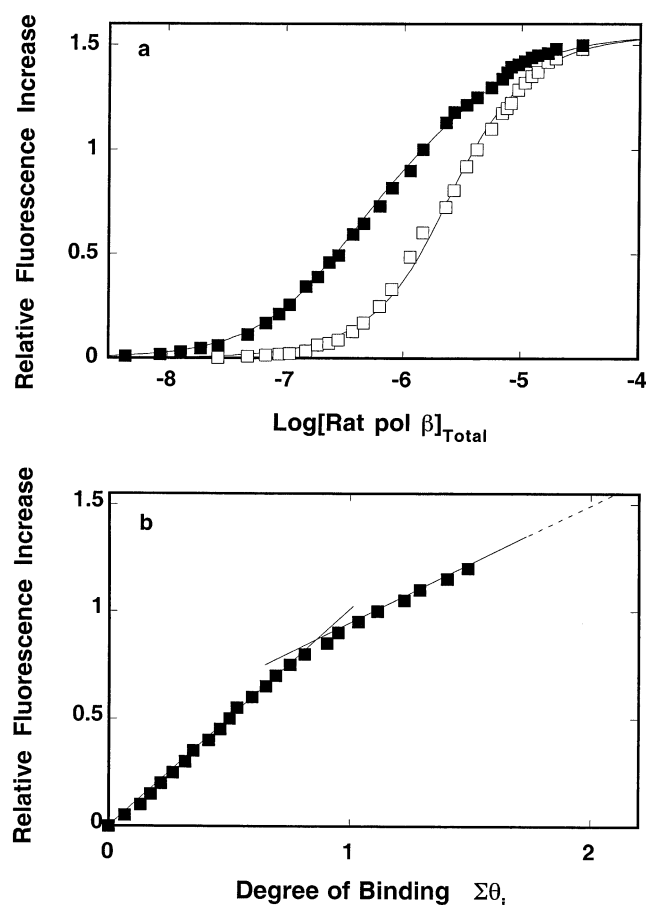 a
Relative Fluorescence Increase
1.5
1
0.5
0
-8
-7
-6
-5
-4
Log[Rat pol β]Total
b
Relative Fluorescence Increase
1.5
1
0.5
0
0
1
2
Degree of Binding Σθi